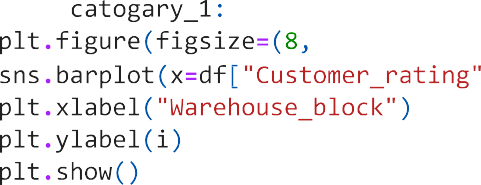 catogary_1:
plt.figure(figsize=(8,
sns.barplot(x=df["Customer_rating"
plt.xlabel("Warehouse_block")
plt.ylabel(i)
plt.show()